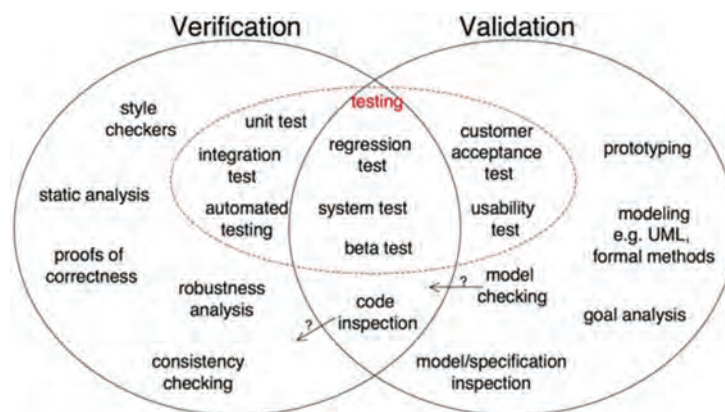 Verification
Validation
testing
style
checkers
unit test
regression
test
customer
acceptance
test
prototyping
integration
test
static analysis
automated
testing
system test
usability
test
modeling
e.g. UML,
formal methods
beta test
proofs of
correctness
robustness
analysis
code
inspection
?
?
model
checking
goal analysis
consistency
checking
model/specification
inspection